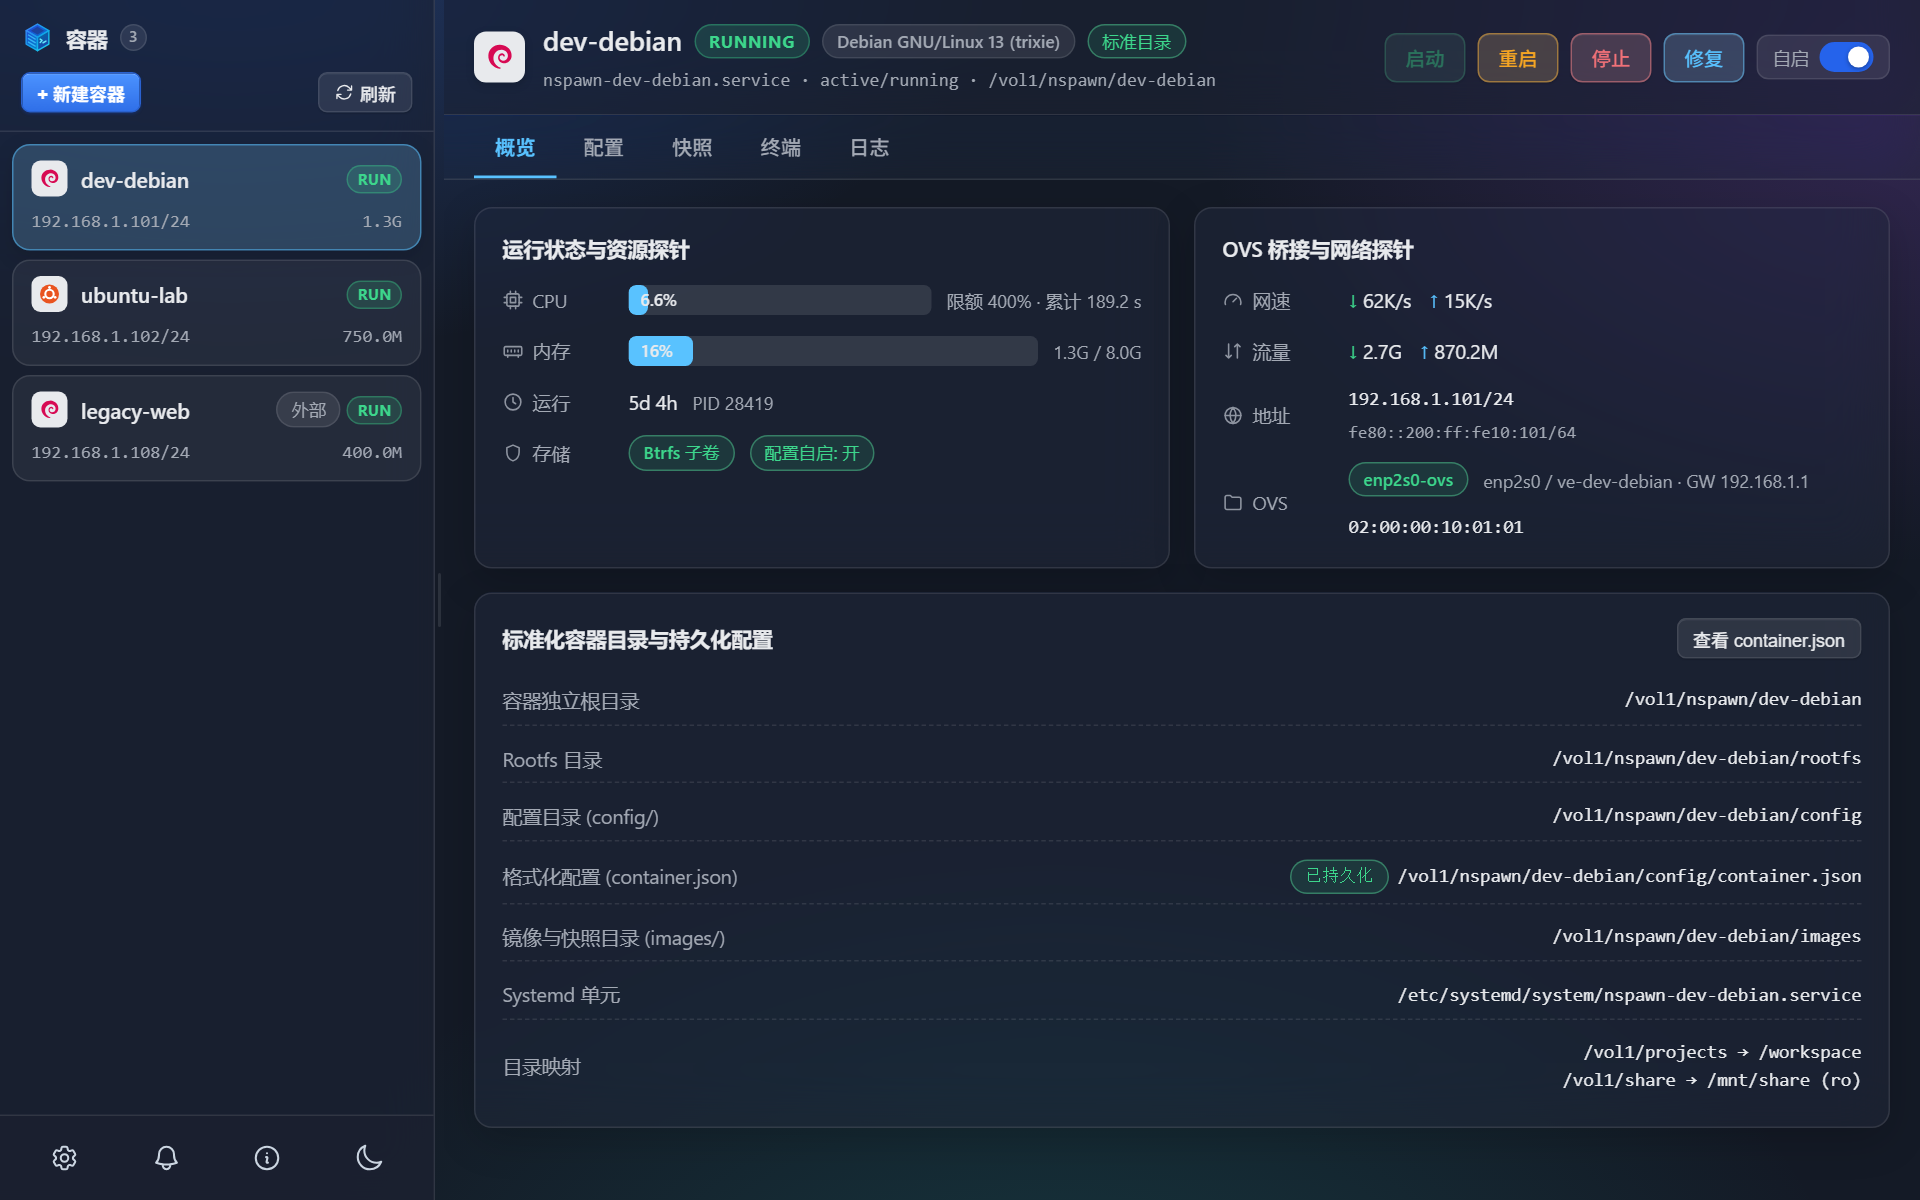 容器 3
+ 新建容器
刷新
dev-debian RUN
192.168.1.101/24 1.3G
ubuntu-lab RUN
192.168.1.102/24 750.0M
legacy-web 外部 RUN
192.168.1.108/24 400.0M
dev-debian RUNNING Debian GNU/Linux 13 (trixie) 标准目录
nspawn-dev-debian.service · active/running · /vol1/nspawn/dev-debian
启动 重启 停止 修复 自启
概览 配置 快照 终端 日志
运行状态与资源探针
CPU 6.6% 限额 400% · 累计 189.2 s
内存 16% 1.3G / 8.0G
运行 5d 4h PID 28419
存储 Btrfs 子卷 配置自启: 开
OVS 桥接与网络探针
网速 ↓ 62K/s ↑ 15K/s
流量 ↓ 2.7G ↑ 870.2M
地址 192.168.1.101/24
fe80::200:ff:fe10:101/64
OVS enp2s0-ovs enp2s0 / ve-dev-debian · GW 192.168.1.1
02:00:00:10:01:01
标准化容器目录与持久化配置 查看 container.json
容器独立根目录 /vol1/nspawn/dev-debian
Rootfs 目录 /vol1/nspawn/dev-debian/rootfs
配置目录 (config/) /vol1/nspawn/dev-debian/config
格式化配置 (container.json) 已持久化 /vol1/nspawn/dev-debian/config/container.json
镜像与快照目录 (images/) /vol1/nspawn/dev-debian/images
Systemd 单元 /etc/systemd/system/nspawn-dev-debian.service
目录映射 /vol1/projects → /workspace
/vol1/share → /mnt/share (ro)